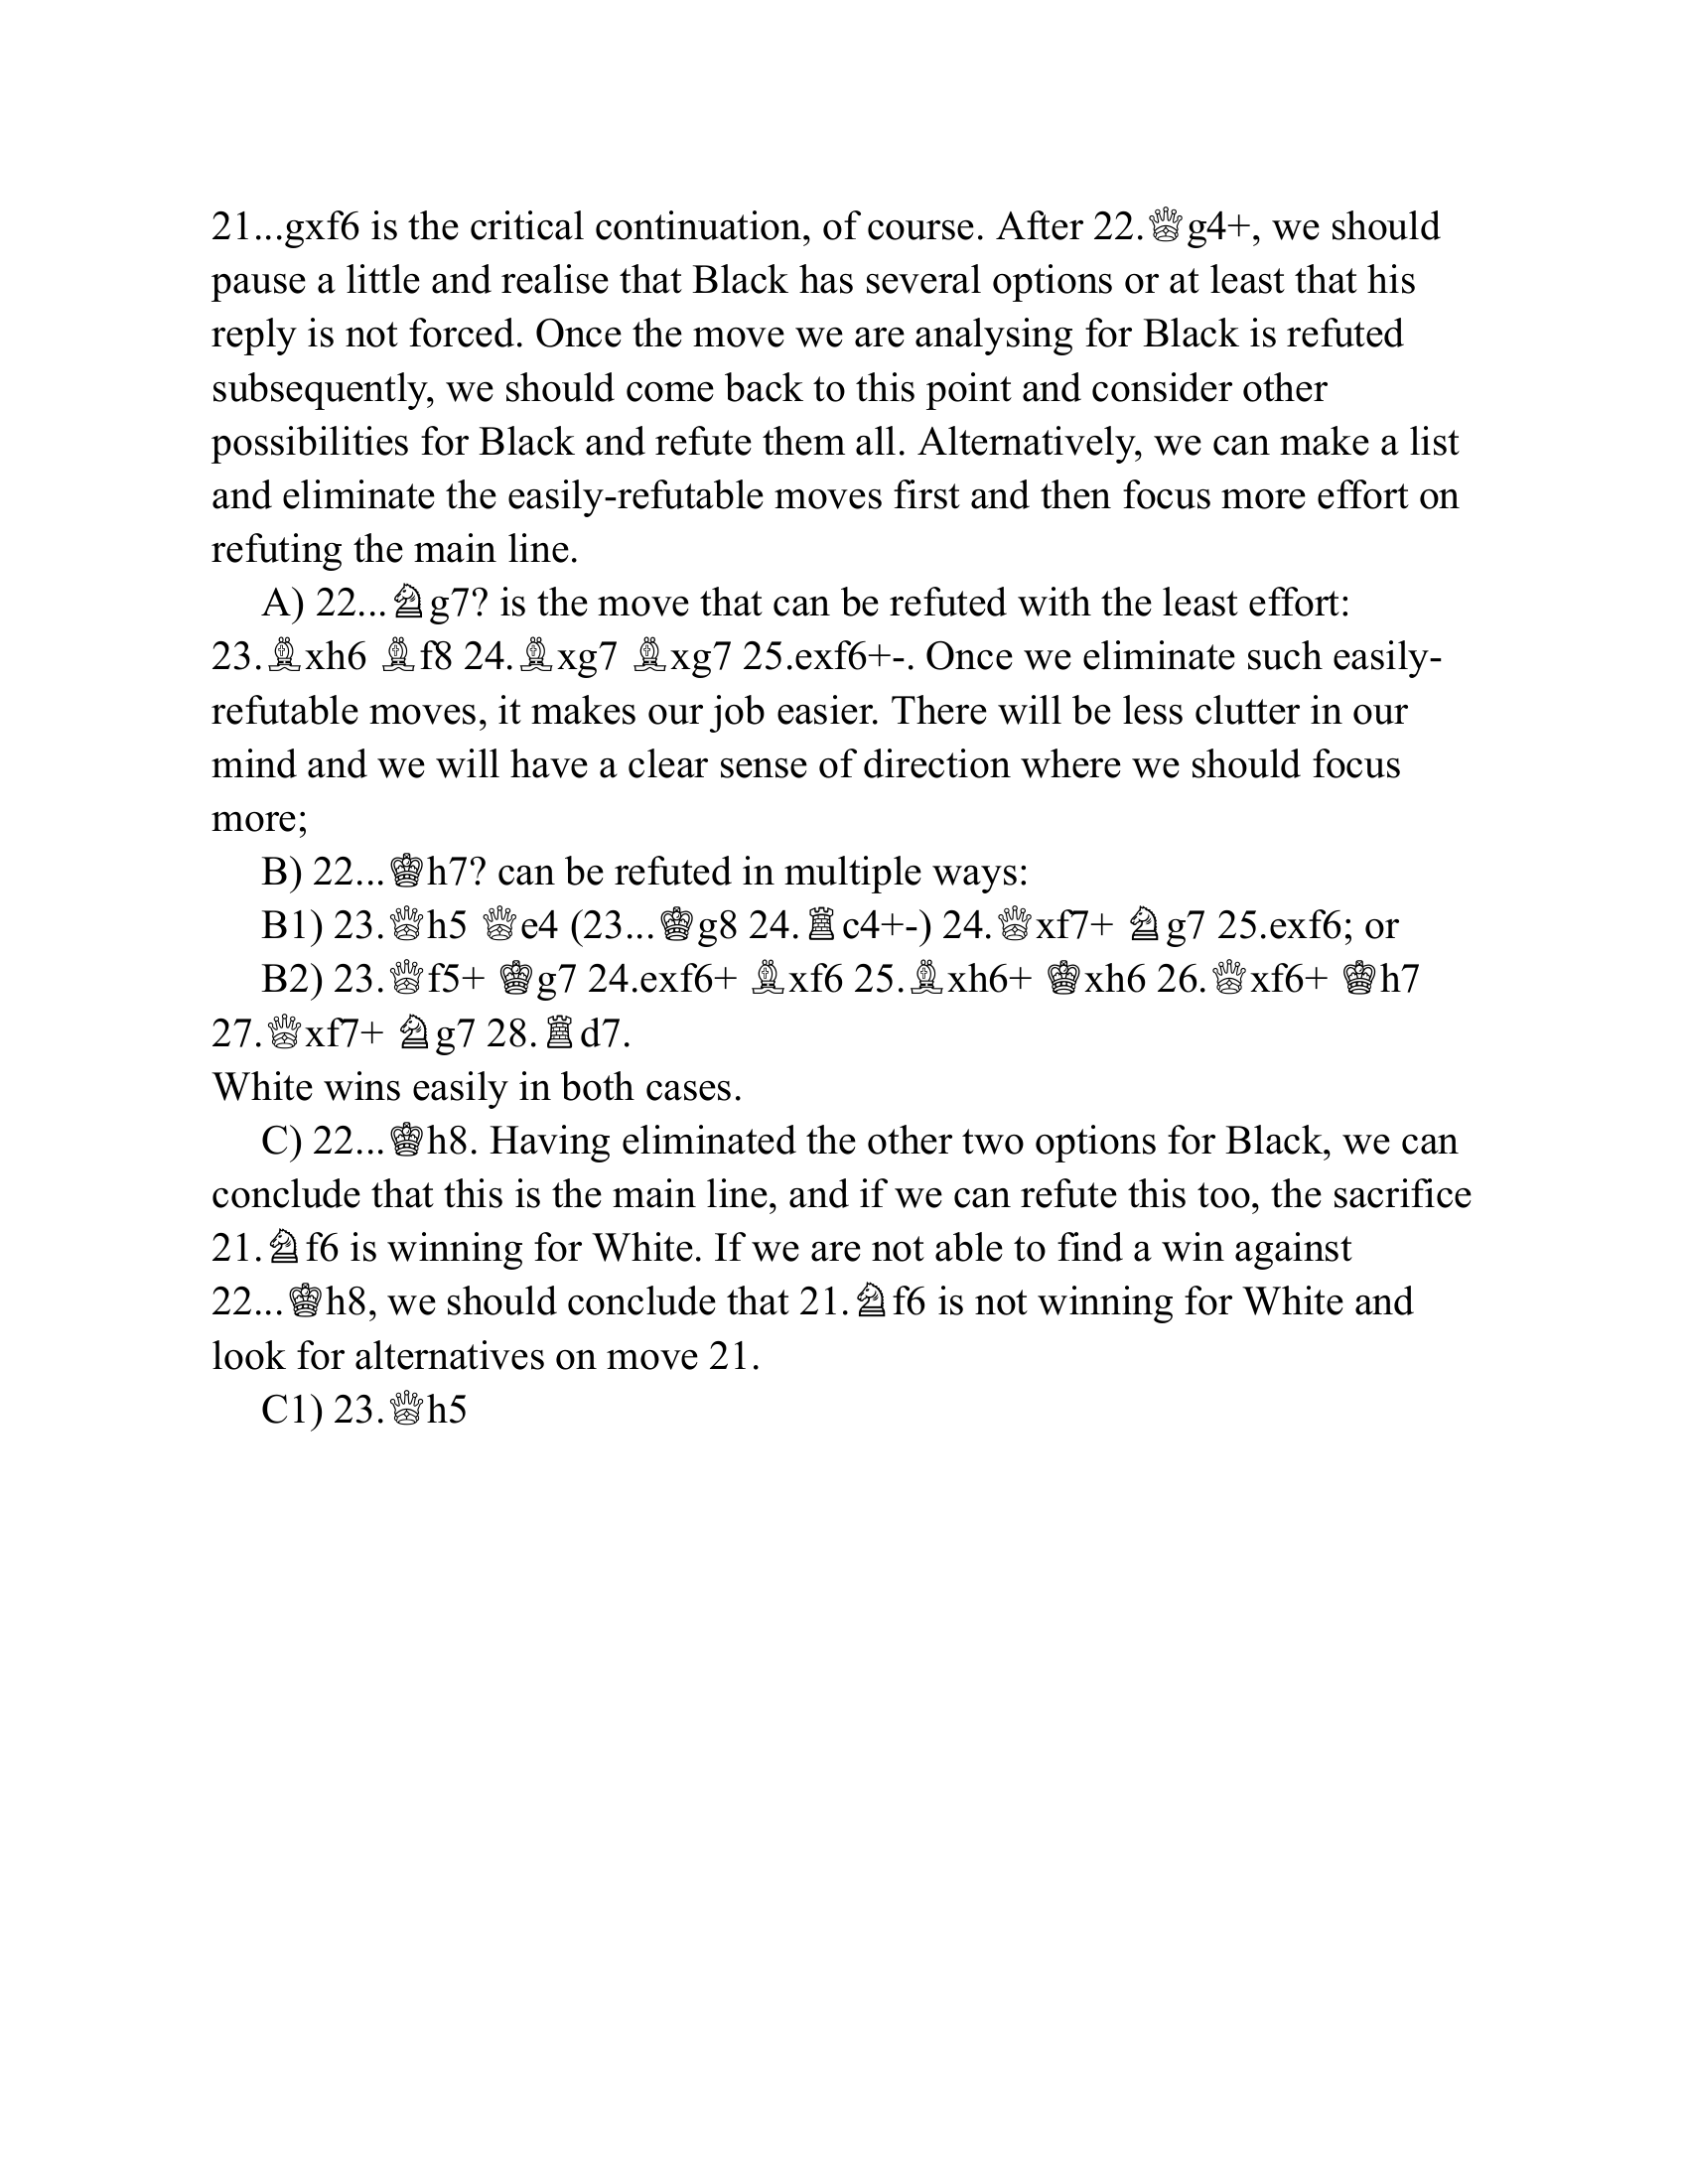 21...gxf6 is the critical continuation, of course. After 22.♕g4+, we should
pause a little and realise that Black has several options or at least that his
reply is not forced. Once the move we are analysing for Black is refuted
subsequently, we should come back to this point and consider other
possibilities for Black and refute them all. Alternatively, we can make a list
and eliminate the easily-refutable moves first and then focus more effort on
refuting the main line.
A) 22...♘g7? is the move that can be refuted with the least effort:
23.♗xh6 ♗f8 24.♗xg7 ♗xg7 25.exf6+-. Once we eliminate such easily-
refutable moves, it makes our job easier. There will be less clutter in our
mind and we will have a clear sense of direction where we should focus
more;
B) 22...♔h7? can be refuted in multiple ways:
B1) 23.♕h5 ♕e4 (23...♔g8 24.♖c4+-) 24.♕xf7+ ♘g7 25.exf6; or
B2) 23.♕f5+ ♔g7 24.exf6+ ♗xf6 25.♗xh6+ ♔xh6 26.♕xf6+ ♔h7
27.♕xf7+ ♘g7 28.♖d7.
White wins easily in both cases.
C) 22...♔h8. Having eliminated the other two options for Black, we can
conclude that this is the main line, and if we can refute this too, the sacrifice
21.♘f6 is winning for White. If we are not able to find a win against
22...♔h8, we should conclude that 21.♘f6 is not winning for White and
look for alternatives on move 21.
C1) 23.♕h5